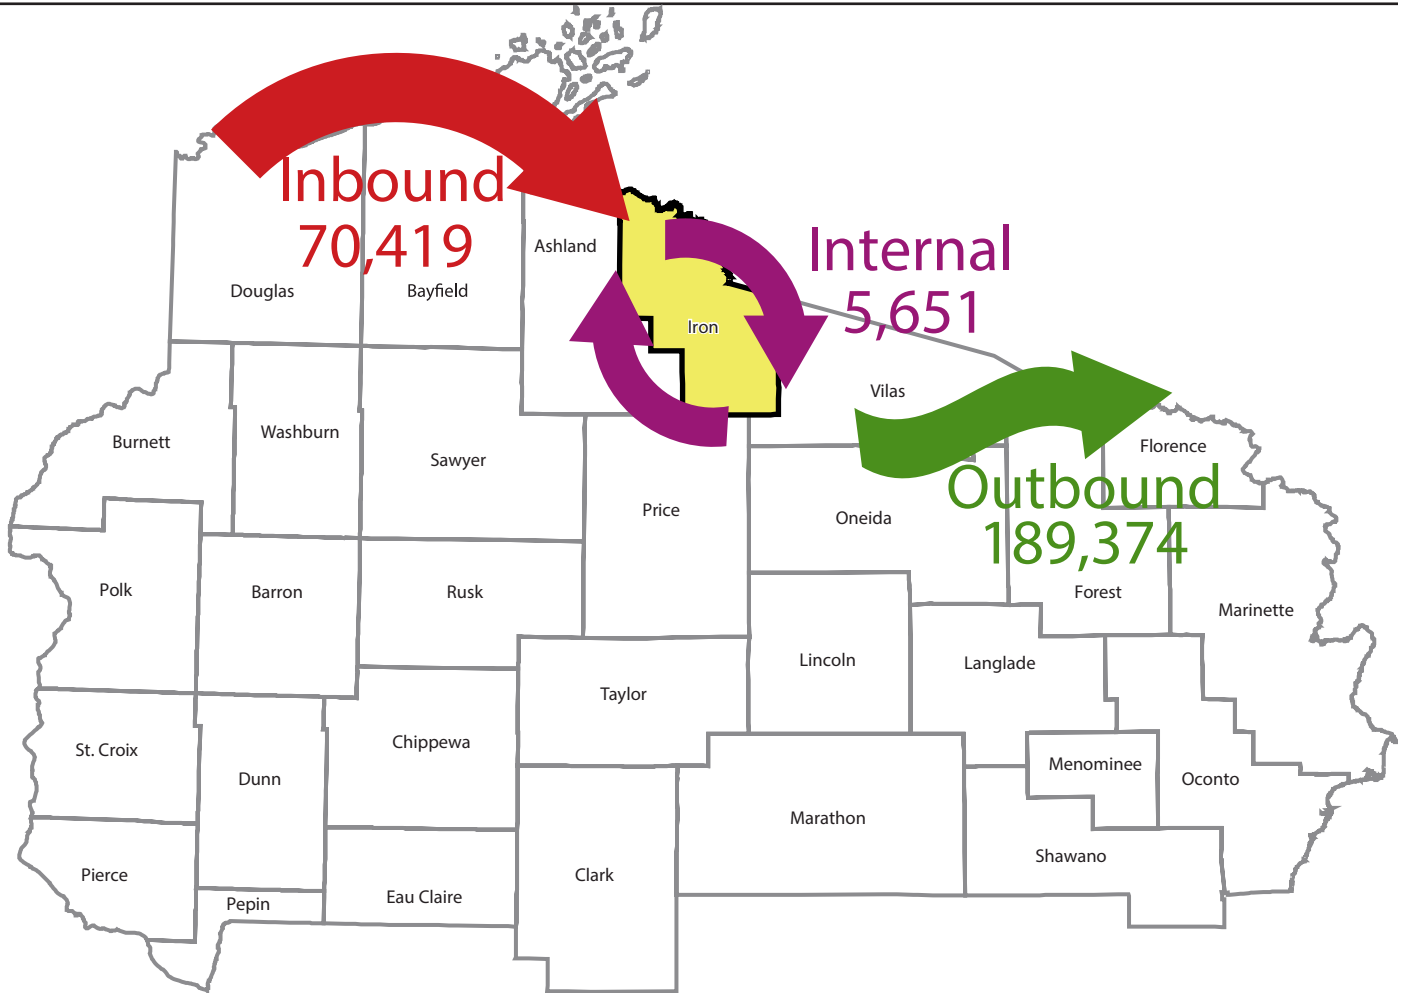 Inbound
70,419
Ashland
Internal
5,651
Douglas
Bayfield
Iron
Vilas
Burnett
Washburn
Sawyer
Florence
Outbound
189,374
Price
Oneida
Polk
Barron
Rusk
Forest
Marinette
Lincoln
Langlade
Taylor
St. Croix
Chippewa
Dunn
Menominee
Oconto
Marathon
Shawano
Pierce
Clark
Eau Claire
Pepin